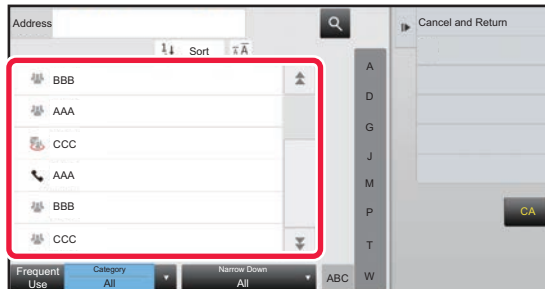 Address
Cancel and Return
Sort
A
BBB
D
AAA
G
CCC
J
AAA
M
BBB
P
CA
CCC
T
Frequent Use
Category
All
Narrow Down
All
ABC
W